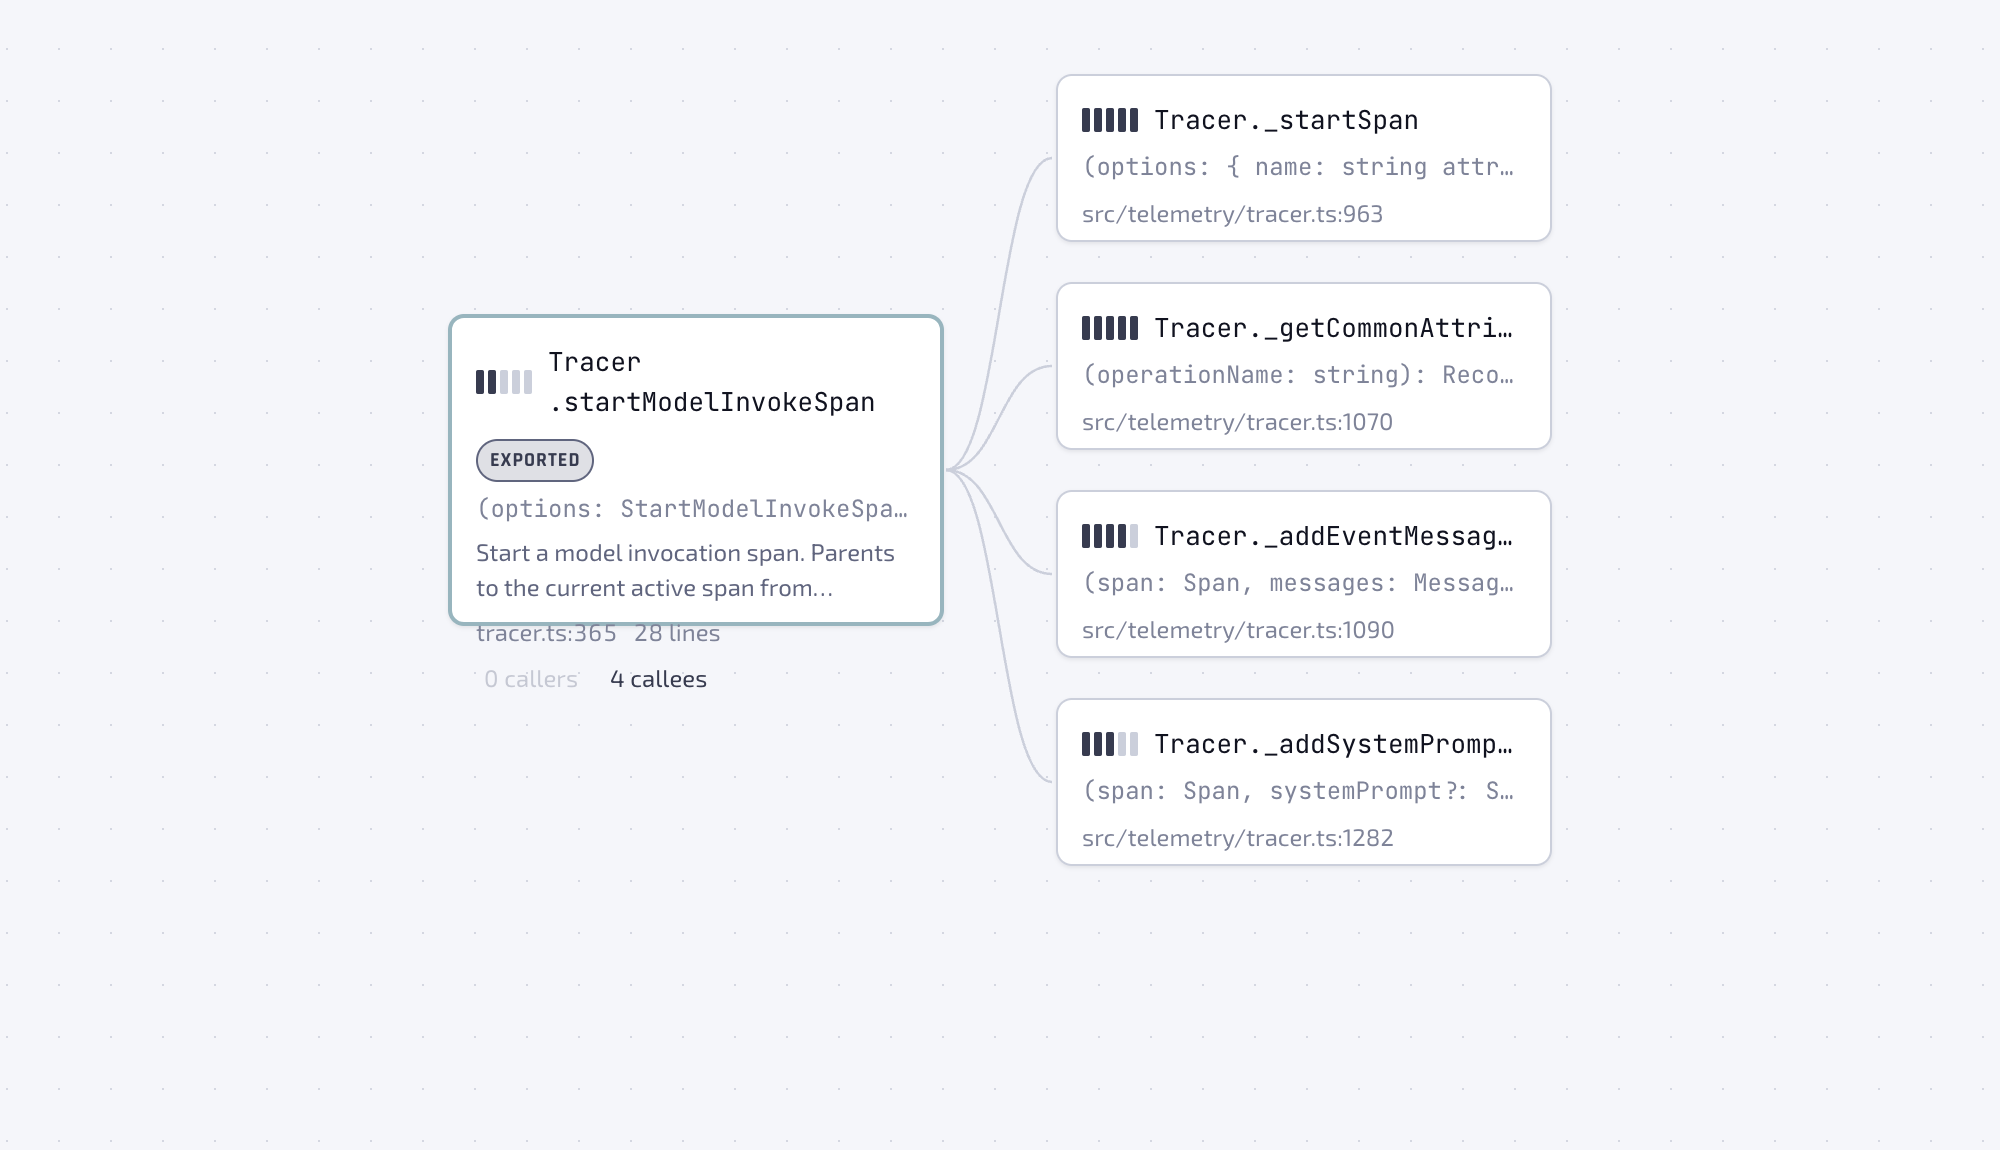 Tracer
.startModelInvokeSpan
EXPORTED
(options: StartModelInvokeSpa…
Start a model invocation span. Parents
to the current active span from…
tracer.ts:365 28 lines
0 callers 4 callees
Tracer._startSpan
(options: { name: string attr…
src/telemetry/tracer.ts:963
Tracer._getCommonAttri…
(operationName: string): Reco…
src/telemetry/tracer.ts:1070
Tracer._addEventMessag…
(span: Span, messages: Messag…
src/telemetry/tracer.ts:1090
Tracer._addSystemPromp…
(span: Span, systemPrompt?: S…
src/telemetry/tracer.ts:1282